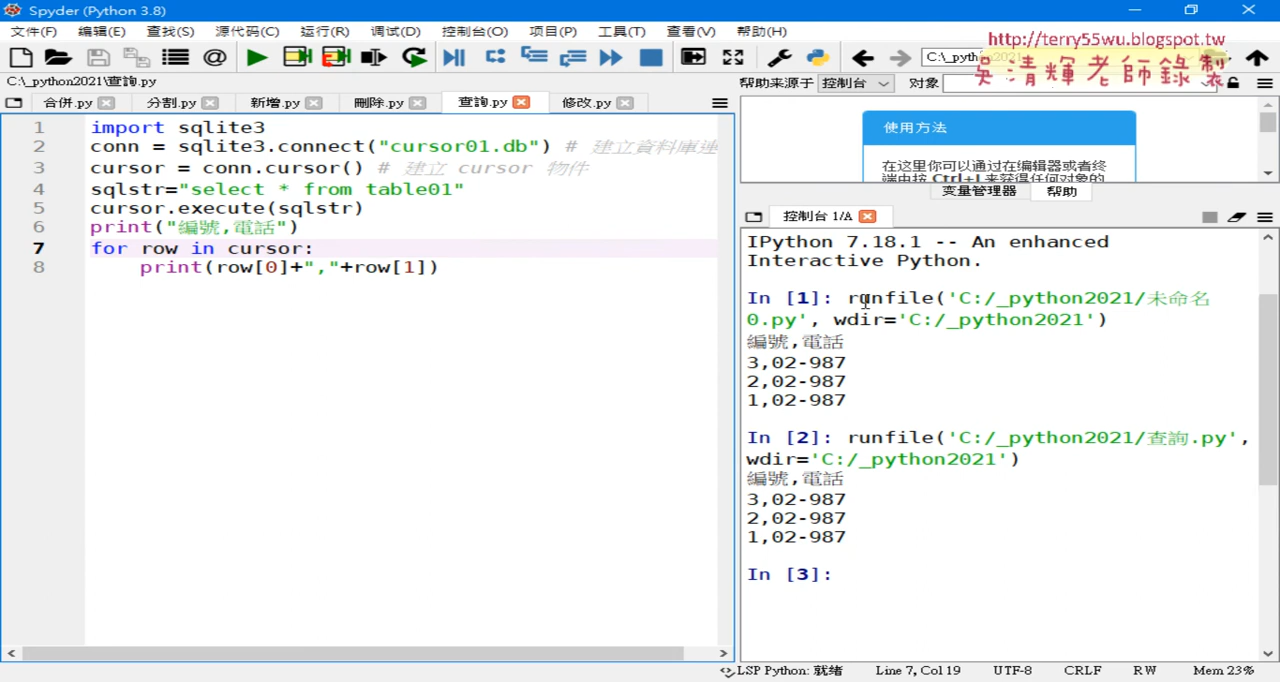 Spyder (Python 3.8)
文件(F) 编辑(E) 查找(S) 源代码(C) 运行(R) 调试(D) 控制台(O) 项目(P) 工具(T) 查看(V) 帮助(H)
http://terry55wu.blogspot.tw
吳清輝老師錄製
C:\_python2021
C:\_python2021\查詢.py
帮助来源于 控制台 对象
合併.py 分割.py 新增.py 刪除.py 查詢.py 修改.py
1 import sqlite3
2 conn = sqlite3.connect("cursor01.db") # 建立資料庫連
3 cursor = conn.cursor() # 建立 cursor 物件
4 sqlstr="select * from table01"
5 cursor.execute(sqlstr)
6 print("編號,電話")
7 for row in cursor:
8     print(row[0]+","+row[1])
使用方法
在这里你可以通过在编辑器或者终
端中按 Ctrl+I 来获得任何对象的
变量管理器 帮助
控制台 1/A
IPython 7.18.1 -- An enhanced
Interactive Python.
In [1]: runfile('C:/_python2021/未命名
0.py', wdir='C:/_python2021')
編號,電話
3,02-987
2,02-987
1,02-987
In [2]: runfile('C:/_python2021/查詢.py',
wdir='C:/_python2021')
編號,電話
3,02-987
2,02-987
1,02-987
In [3]:
LSP Python: 就绪 Line 7, Col 19 UTF-8 CRLF RW Mem 23%